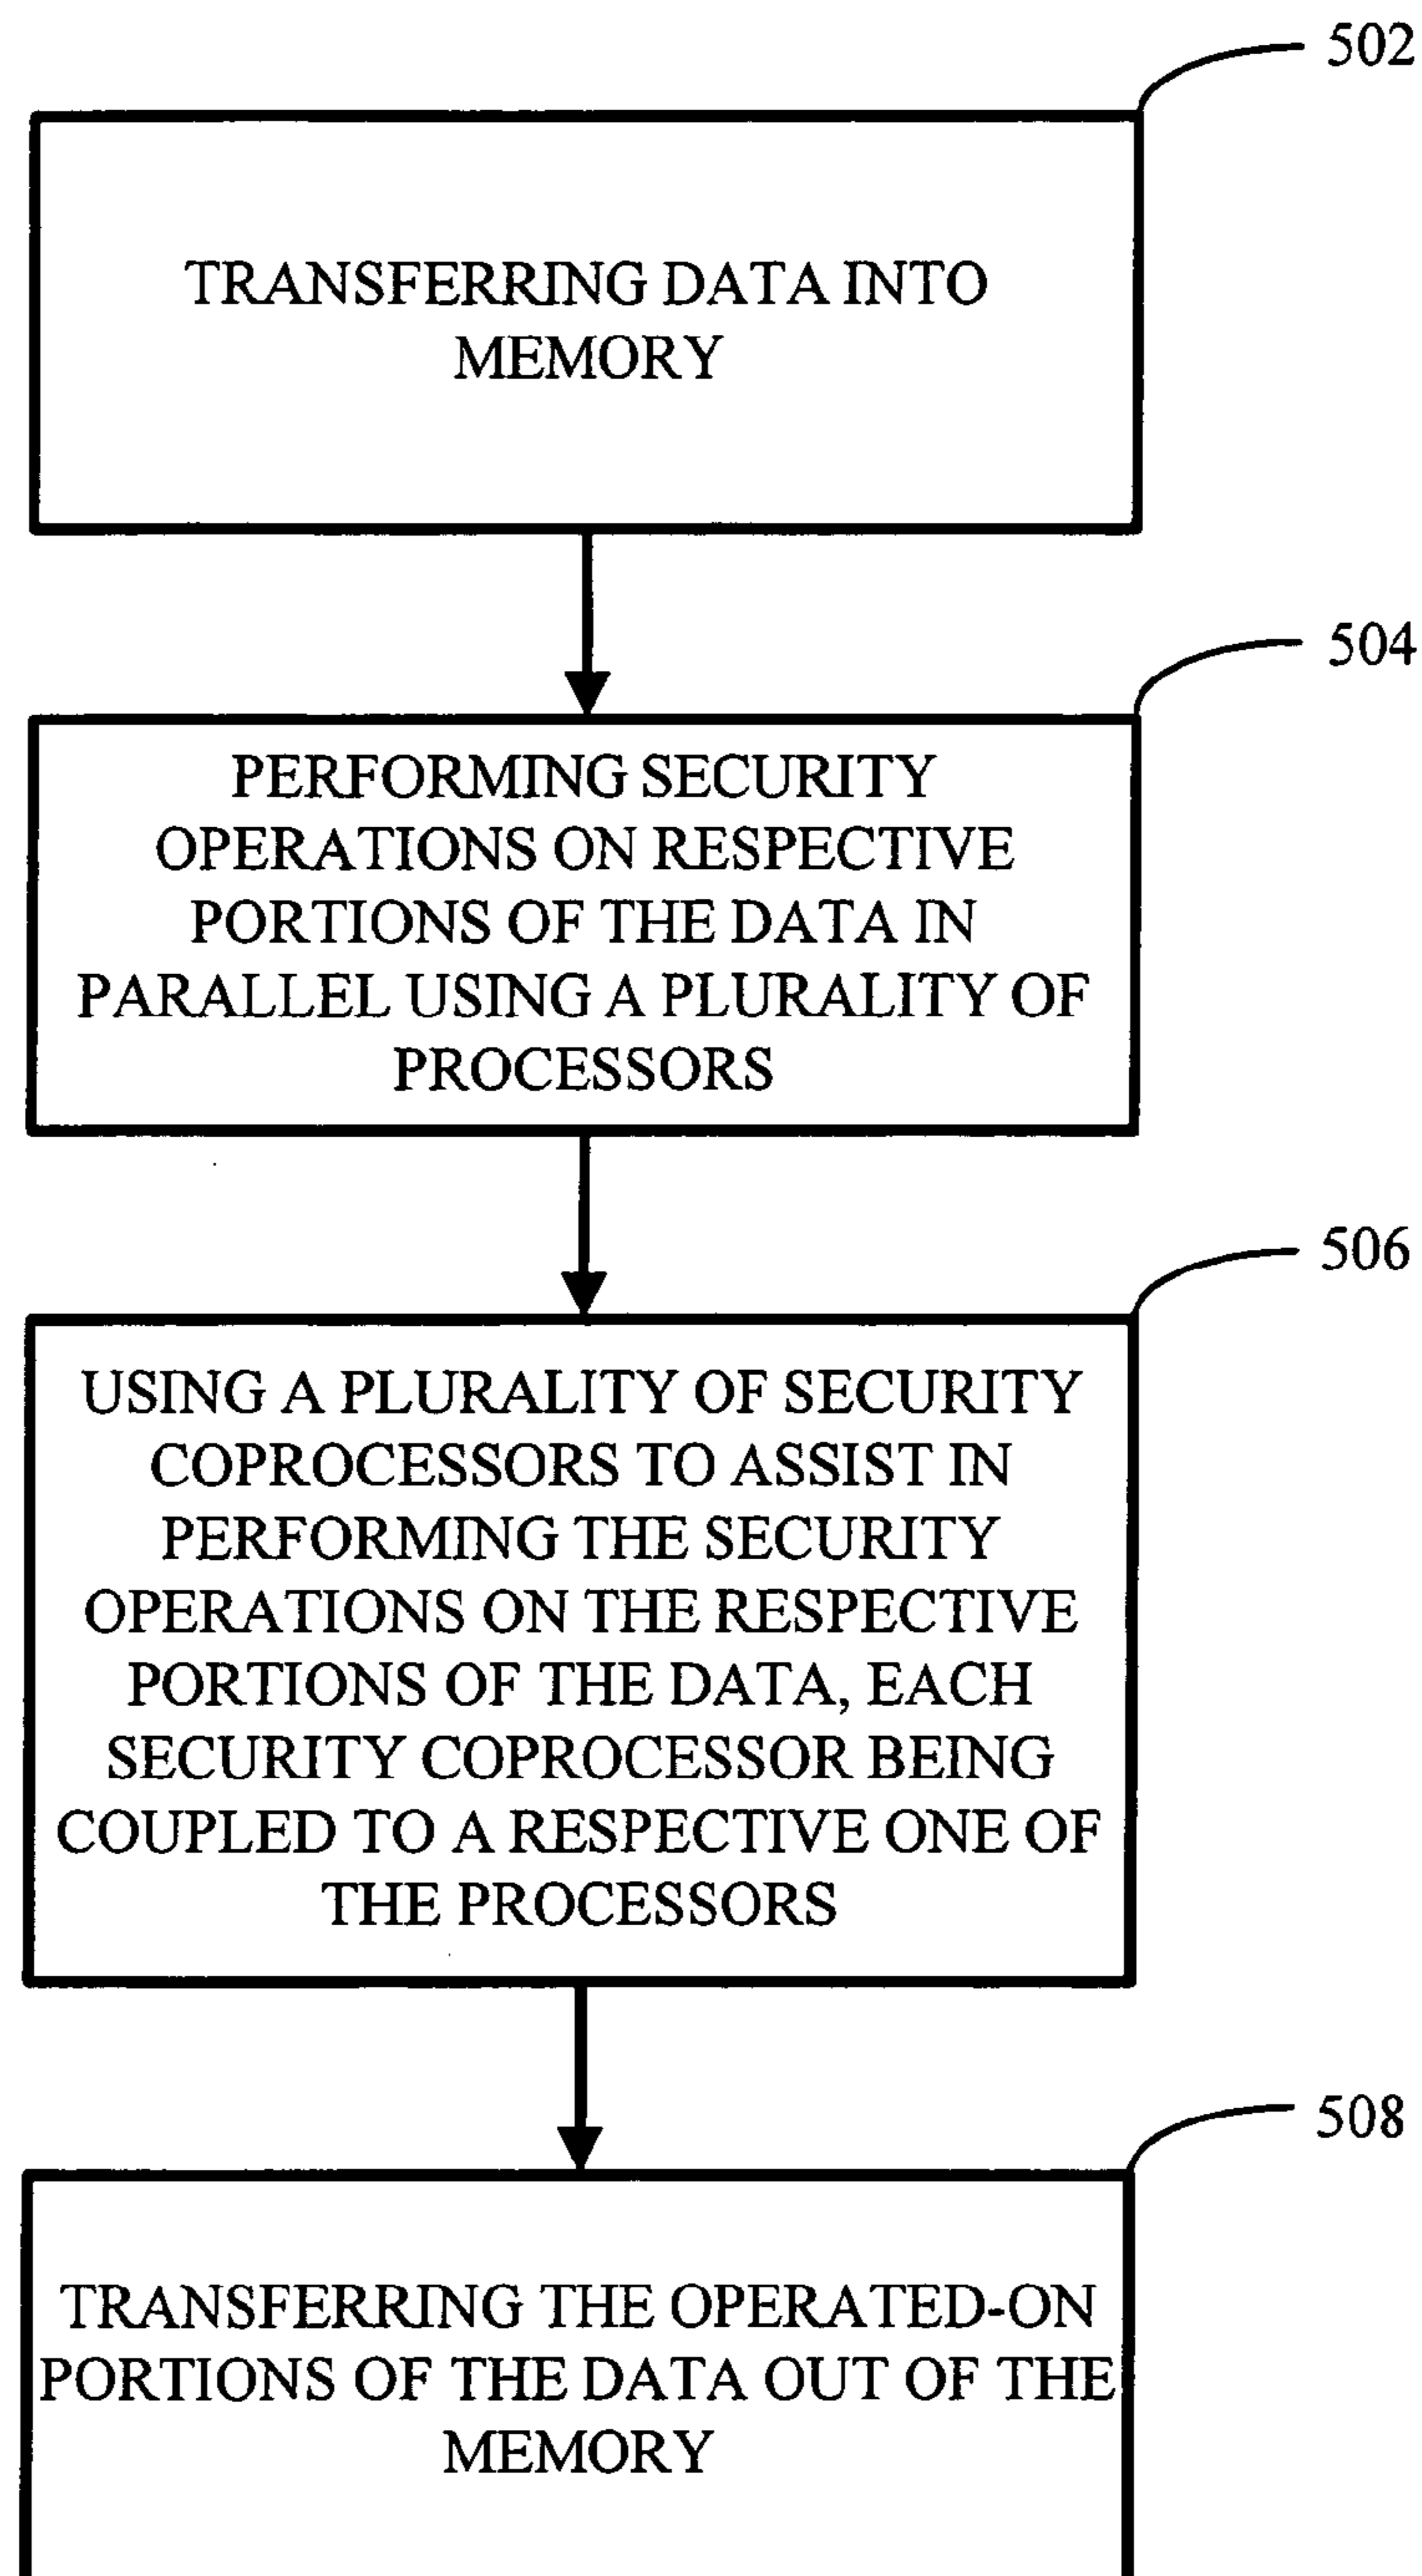 502
TRANSFERRING DATA INTO
MEMORY
504
PERFORMING SECURITY
OPERATIONS ON RESPECTIVE
PORTIONS OF THE DATA IN
PARALLEL USING A PLURALITY OF
PROCESSORS
506
USING A PLURALITY OF SECURITY
COPROCESSORS TO ASSIST IN
PERFORMING THE SECURITY
OPERATIONS ON THE RESPECTIVE
PORTIONS OF THE DATA, EACH
SECURITY COPROCESSOR BEING
COUPLED TO A RESPECTIVE ONE OF
THE PROCESSORS
508
TRANSFERRING THE OPERATED-ON
PORTIONS OF THE DATA OUT OF THE
MEMORY